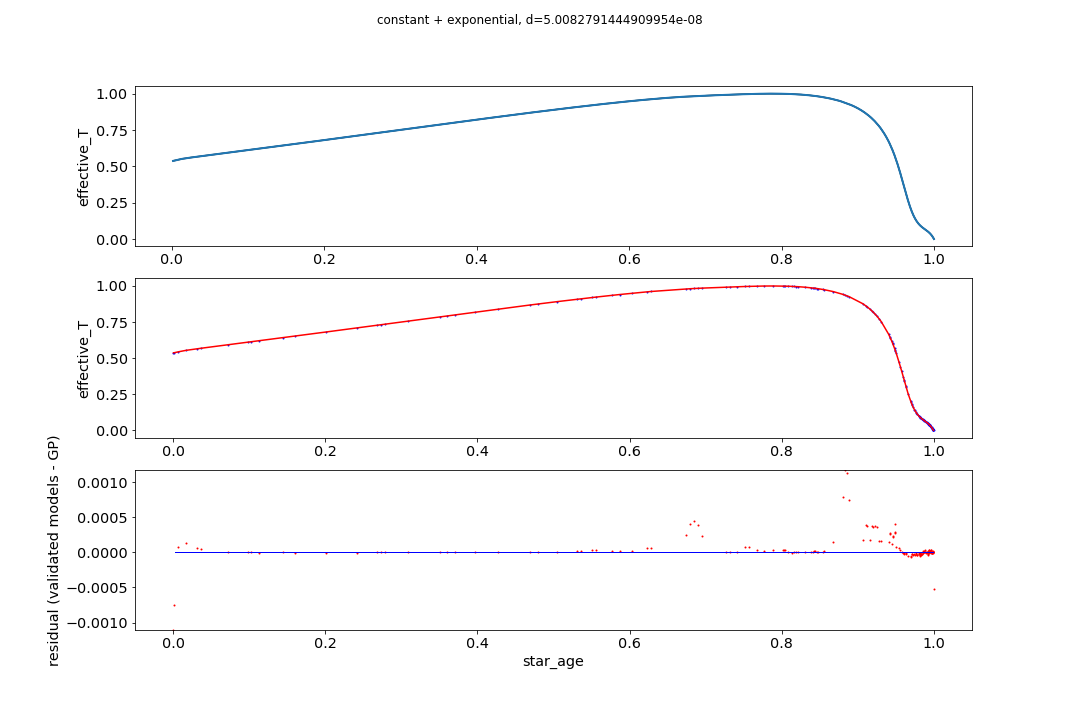 constant + exponential, d=5.0082791444909954e-08
1.00
0.75
0.50
0.25
0.00
effective_T
0.0 0.2 0.4 0.6 0.8 1.0
1.00
0.75
0.50
0.25
0.00
effective_T
0.0 0.2 0.4 0.6 0.8 1.0
0.0010
0.0005
0.0000
−0.0005
−0.0010
residual (validated models - GP)
0.0 0.2 0.4 0.6 0.8 1.0
star_age